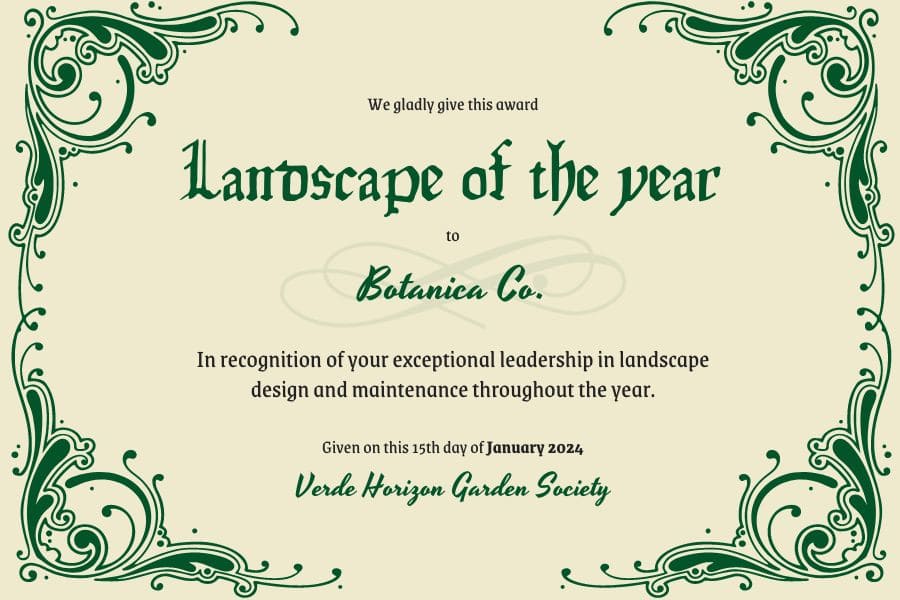 We gladly give this award
Landscape of the year
to
Botanica Co.
In recognition of your exceptional leadership in landscape
design and maintenance throughout the year.
Given on this 15th day of January 2024
Verde Horizon Garden Society